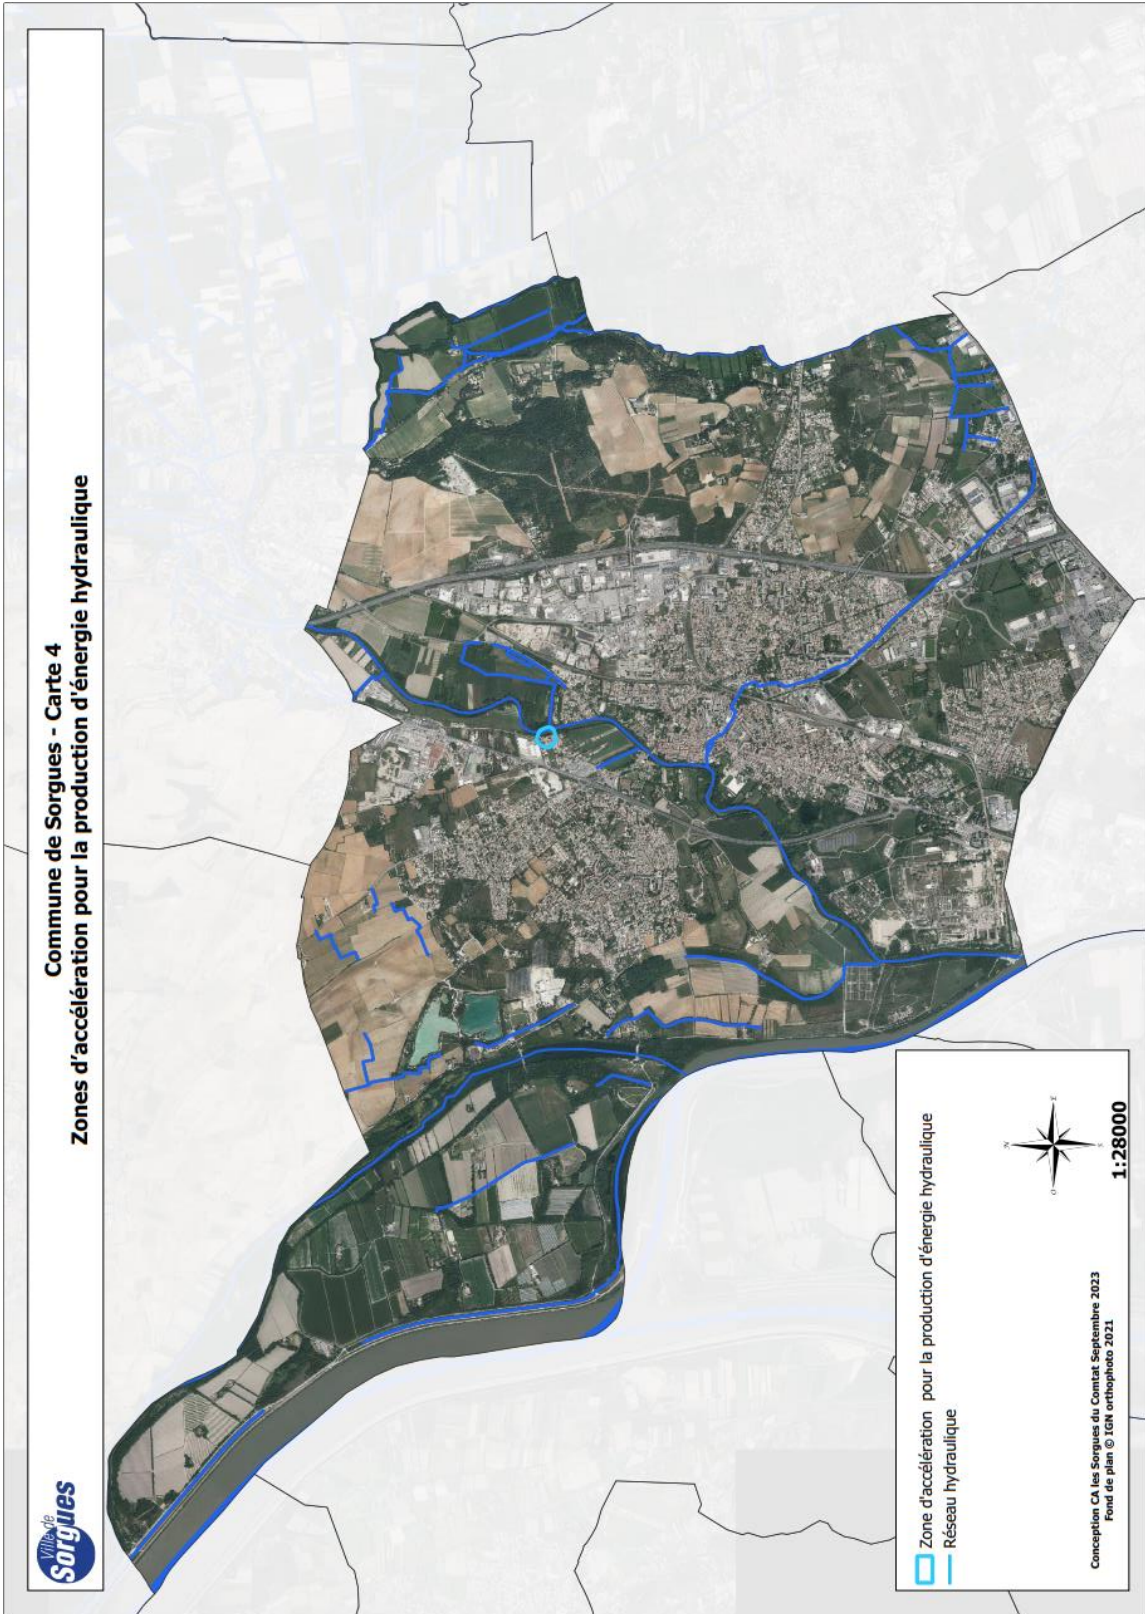 Ville de
Sorgues
Commune de Sorgues - Carte 4
Zones d'accélération pour la production d'énergie hydraulique
Zone d'accélération pour la production d'énergie hydraulique
Réseau hydraulique
N
E
S
O
1:28000
Conception CA les Sorgues du Comtat Septembre 2023
Fond de plan © IGN orthophoto 2021